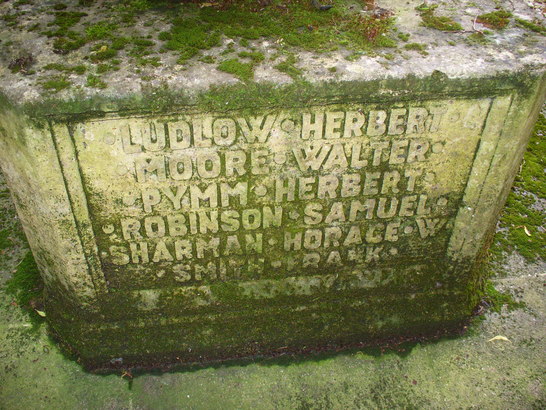 · LUDLOW · HERBERT ·
· MOORE · WALTER ·
· PYMM · HERBERT ·
· ROBINSON · SAMUEL ·
· SHARMAN · HORACE · W ·
· SMITH · FRANK ·